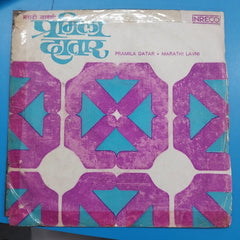 मराठी लावणी
प्रमिला
दातार
INRECO
PRAMILA DATAR • MARATHI LAVNI